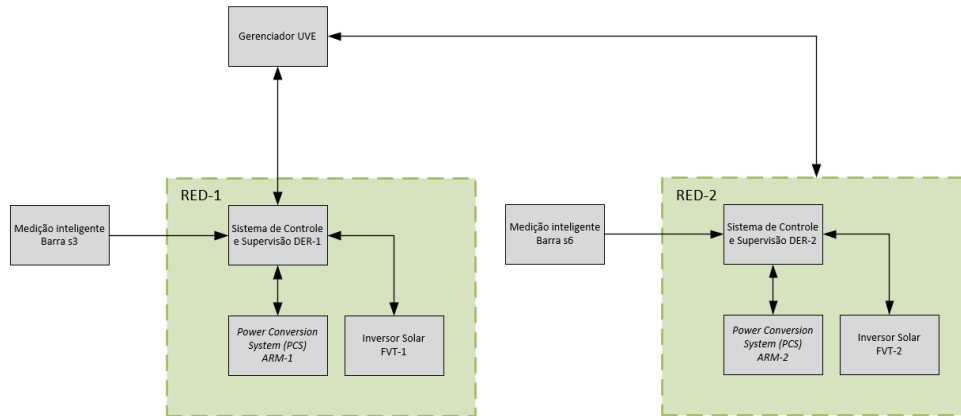 Gerenciador UVE
RED-1
Medição inteligente
Barra s3
Sistema de Controle
e Supervisão DER-1
Power Conversion
System (PCS)
ARM-1
Inversor Solar
FVT-1
RED-2
Medição inteligente
Barra s6
Sistema de Controle
e Supervisão DER-2
Power Conversion
System (PCS)
ARM-2
Inversor Solar
FVT-2